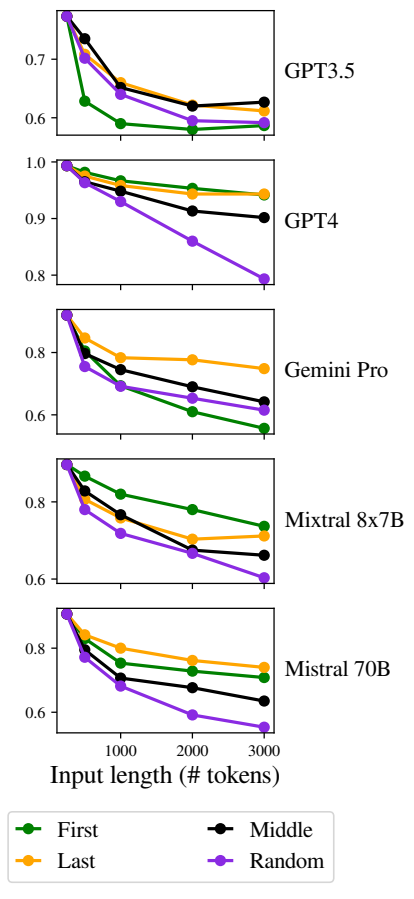 0.7
0.6
GPT3.5
1.0
0.9
0.8
GPT4
0.8
0.6
Gemini Pro
0.8
0.6
Mixtral 8x7B
0.8
0.6
Mistral 70B
1000 2000 3000
Input length (# tokens)
First Middle
Last Random